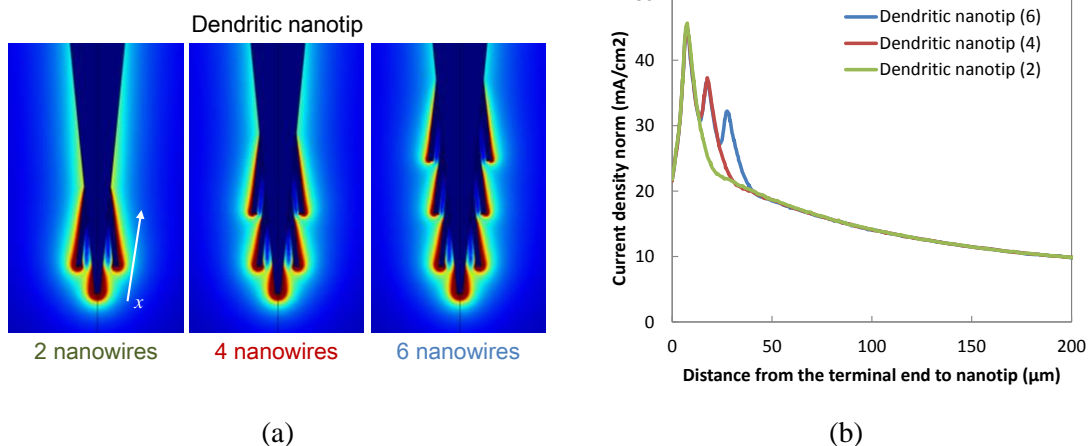 Dendritic nanotip
x
2 nanowires
4 nanowires
6 nanowires
(a)
Dendritic nanotip (6)
Dendritic nanotip (4)
Dendritic nanotip (2)
Current density norm (mA/cm2)
40
30
20
10
0
0 50 100 150 200
Distance from the terminal end to nanotip (μm)
(b)